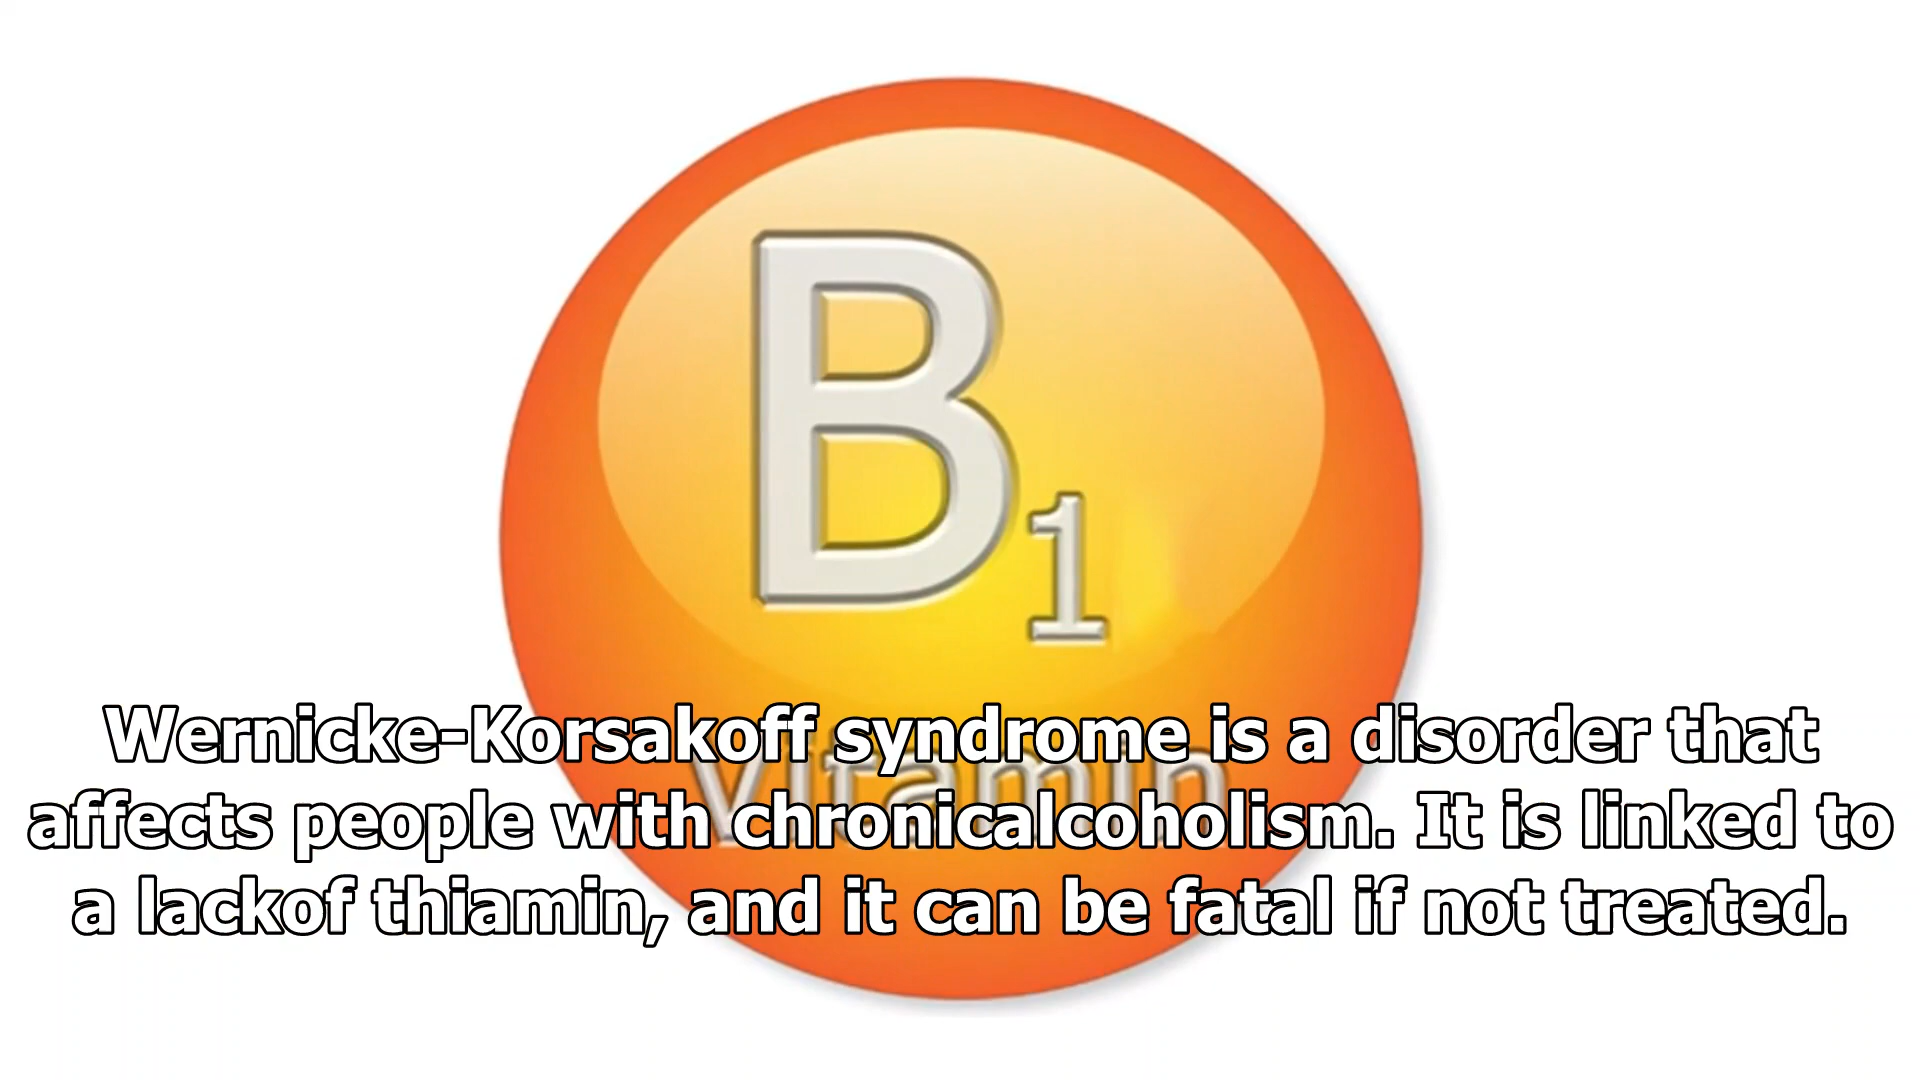 B1
Vitamin
Wernicke-Korsakoff syndrome is a disorder that
affects people with chronicalcoholism. It is linked to
a lackof thiamin, and it can be fatal if not treated.